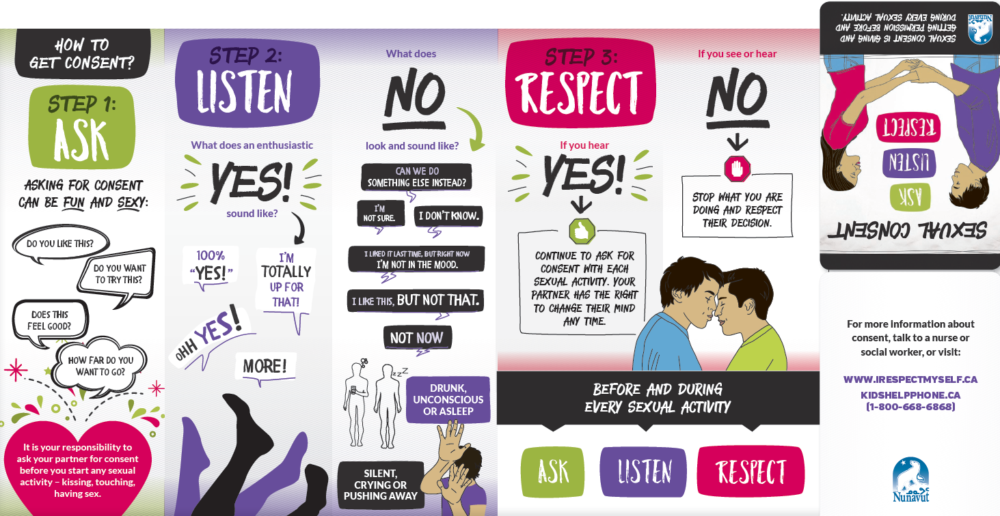 HOW TO
GET CONSENT?
STEP 1:
ASK
ASKING FOR CONSENT
CAN BE FUN AND SEXY:
DO YOU LIKE THIS?
DO YOU WANT
TO TRY THIS?
DOES THIS
FEEL GOOD?
HOW FAR DO YOU
WANT TO GO?
It is your responsibility to
ask your partner for consent
before you start any sexual
activity – kissing, touching,
having sex.
STEP 2:
LISTEN
What does an enthusiastic
YES!
sound like?
100%
“YES!”
I'M
TOTALLY
UP FOR
THAT!
OHH YES!
MORE!
What does
NO
look and sound like?
CAN WE DO
SOMETHING ELSE INSTEAD?
I'M
NOT SURE.
I DON'T KNOW.
I LIKED IT LAST TIME, BUT RIGHT NOW
I'M NOT IN THE MOOD.
I LIKE THIS, BUT NOT THAT.
NOT NOW
ZZZ
DRUNK,
UNCONSCIOUS
OR ASLEEP
SILENT,
CRYING OR
PUSHING AWAY
STEP 3:
RESPECT
If you hear
YES!
CONTINUE TO ASK FOR
CONSENT WITH EACH
SEXUAL ACTIVITY. YOUR
PARTNER HAS THE RIGHT
TO CHANGE THEIR MIND
ANY TIME.
If you see or hear
NO
STOP WHAT YOU ARE
DOING AND RESPECT
THEIR DECISION.
BEFORE AND DURING
EVERY SEXUAL ACTIVITY
ASK
LISTEN
RESPECT
SEXUAL CONSENT
ASK
LISTEN
RESPECT
SEXUAL CONSENT IS GIVING AND
GETTING PERMISSION BEFORE AND
DURING EVERY SEXUAL ACTIVITY.
Nunavut
For more information about
consent, talk to a nurse or
social worker, or visit:
WWW.IRESPECTMYSELF.CA
KIDSHELPPHONE.CA
(1-800-668-6868)
ᓄᓇᕗᑦ
Nunavut